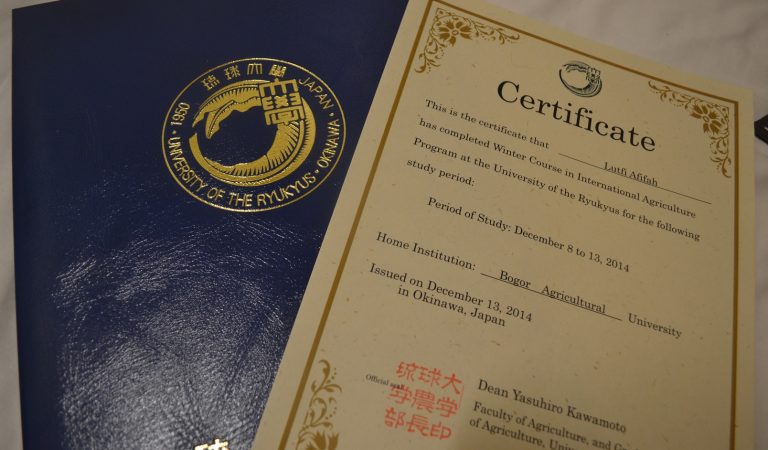 琉球大學
JAPAN
1950
UNIVERSITY OF THE RYUKYUS · OKINAWA
Certificate
This is the certificate that Lutfi Afifah
has completed Winter Course in International Agriculture
Program at the University of the Ryukyus for the following
study period:
Period of Study: December 8 to 13, 2014
Home Institution: Bogor Agricultural University
Issued on December 13, 2014
in Okinawa, Japan
Official seal
琉球大
学農学
部長印
Dean Yasuhiro Kawamoto
Faculty of Agriculture, and
of Agriculture,